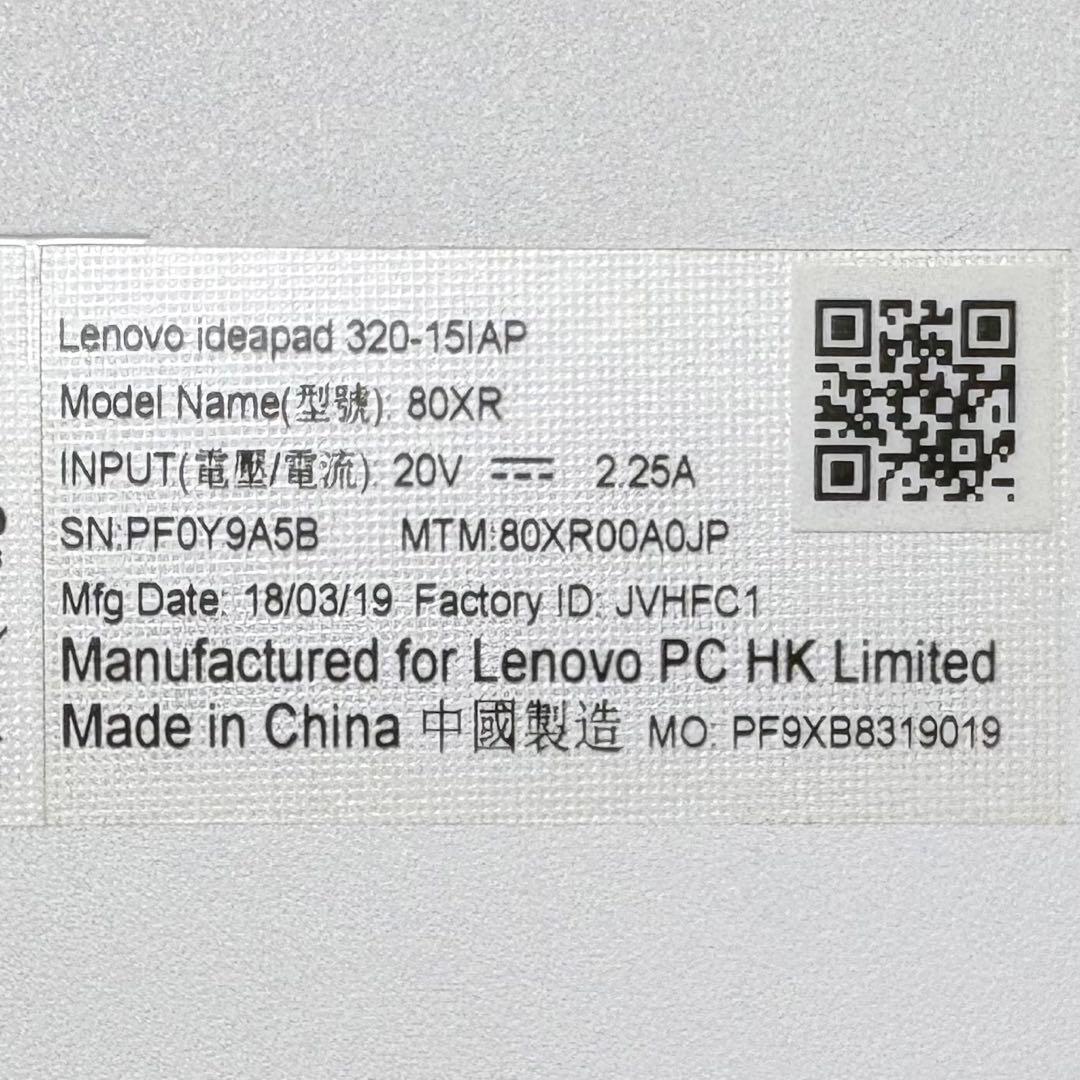 Lenovo ideapad 320-15IAP
Model Name(型號): 80XR
INPUT(電壓/電流): 20V ⎓ 2.25A
SN:PF0Y9A5B MTM:80XR00A0JP
Mfg Date: 18/03/19 Factory ID: JVHFC1
Manufactured for Lenovo PC HK Limited
Made in China 中國製造 MO: PF9XB8319019